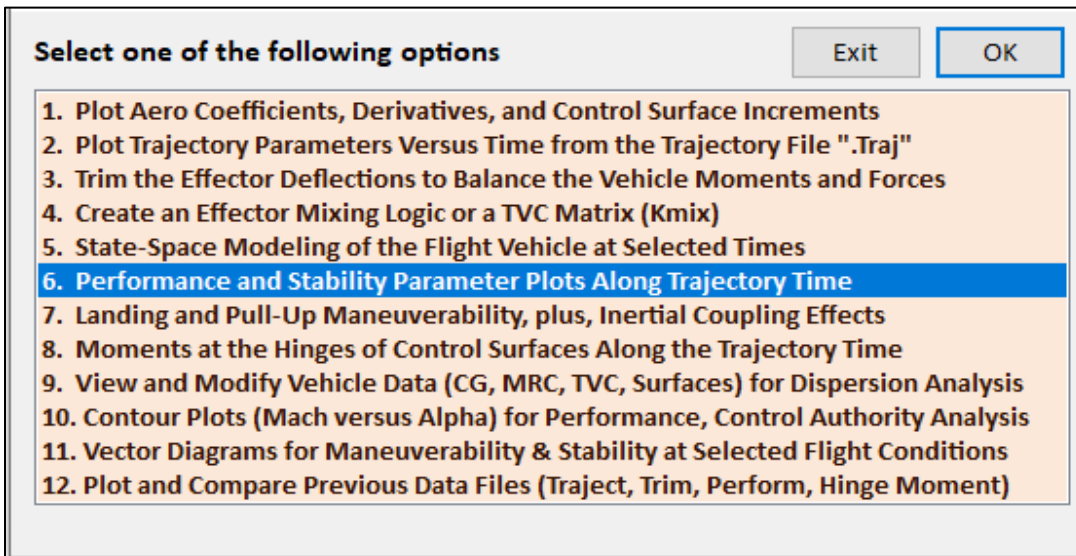 Select one of the following options
Exit
OK
1. Plot Aero Coefficients, Derivatives, and Control Surface Increments
2. Plot Trajectory Parameters Versus Time from the Trajectory File ".Traj"
3. Trim the Effector Deflections to Balance the Vehicle Moments and Forces
4. Create an Effector Mixing Logic or a TVC Matrix (Kmix)
5. State-Space Modeling of the Flight Vehicle at Selected Times
6. Performance and Stability Parameter Plots Along Trajectory Time
7. Landing and Pull-Up Maneuverability, plus, Inertial Coupling Effects
8. Moments at the Hinges of Control Surfaces Along the Trajectory Time
9. View and Modify Vehicle Data (CG, MRC, TVC, Surfaces) for Dispersion Analysis
10. Contour Plots (Mach versus Alpha) for Performance, Control Authority Analysis
11. Vector Diagrams for Maneuverability & Stability at Selected Flight Conditions
12. Plot and Compare Previous Data Files (Traject, Trim, Perform, Hinge Moment)